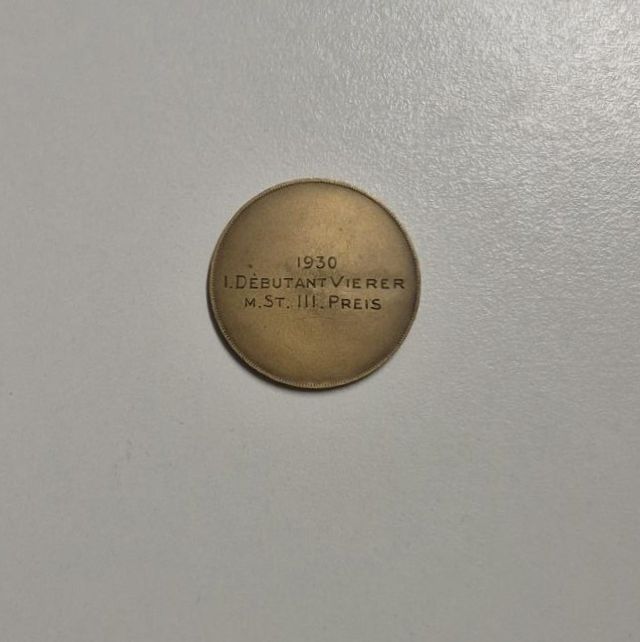 1930
I. DÉBUTANT VIERER
M. ST. III. PREIS